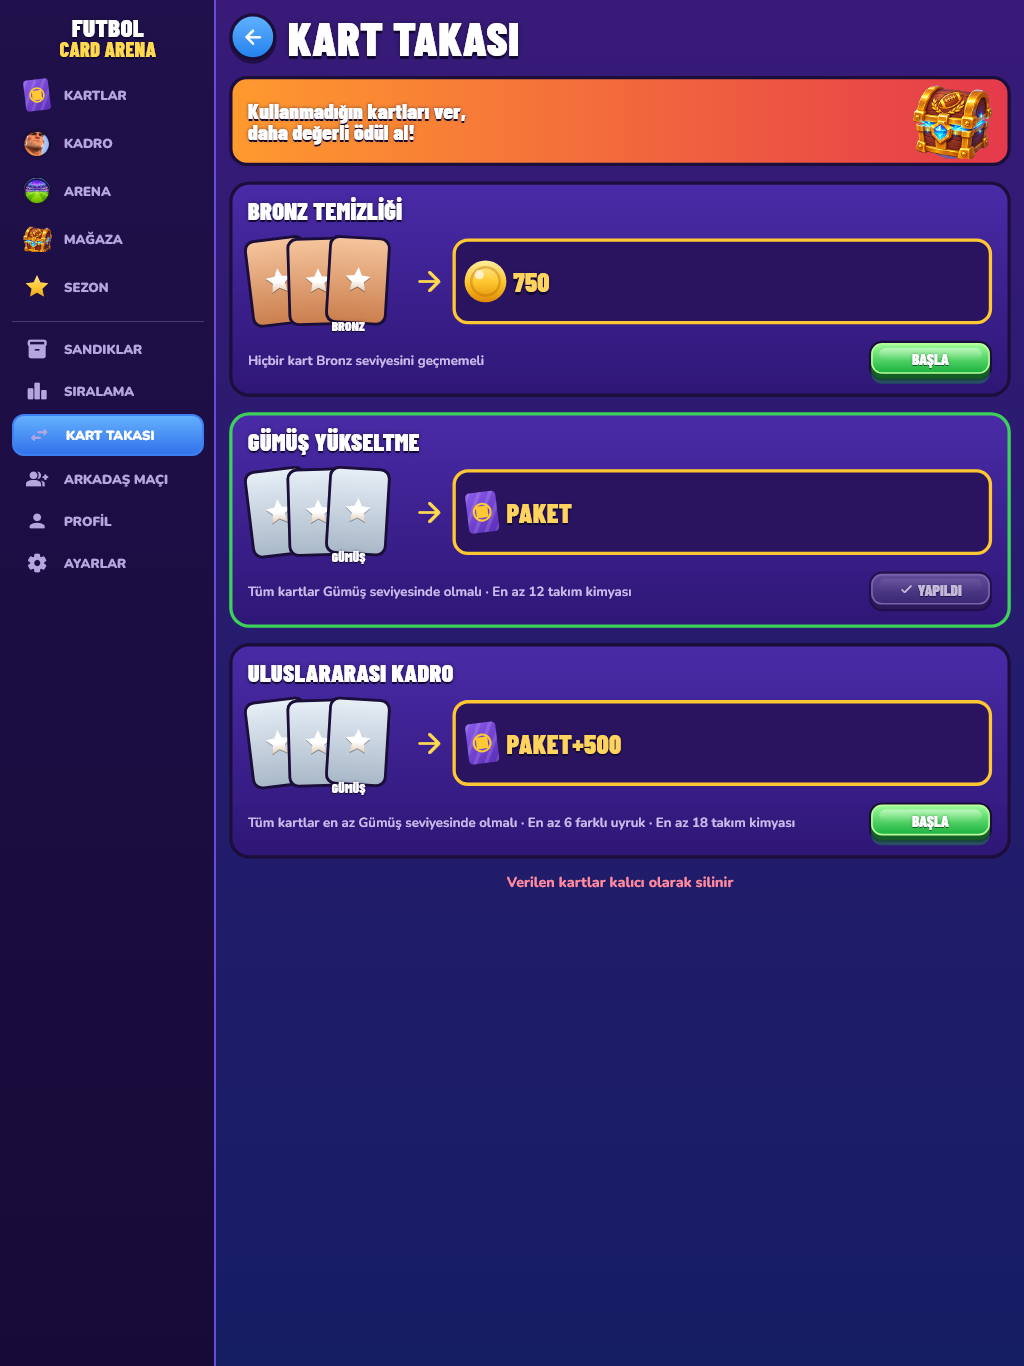 FUTBOL
CARD ARENA
KARTLAR
KADRO
ARENA
MAĞAZA
SEZON
SANDIKLAR
SIRALAMA
KART TAKASI
ARKADAŞ MAÇI
PROFİL
AYARLAR
KART TAKASI
Kullanmadığın kartları ver,
daha değerli ödül al!
BRONZ TEMİZLİĞİ
BRONZ
750
Hiçbir kart Bronz seviyesini geçmemeli
BAŞLA
GÜMÜŞ YÜKSELTME
GÜMÜŞ
PAKET
Tüm kartlar Gümüş seviyesinde olmalı · En az 12 takım kimyası
YAPILDI
ULUSLARARASI KADRO
GÜMÜŞ
PAKET+500
Tüm kartlar en az Gümüş seviyesinde olmalı · En az 6 farklı uyruk · En az 18 takım kimyası
BAŞLA
Verilen kartlar kalıcı olarak silinir